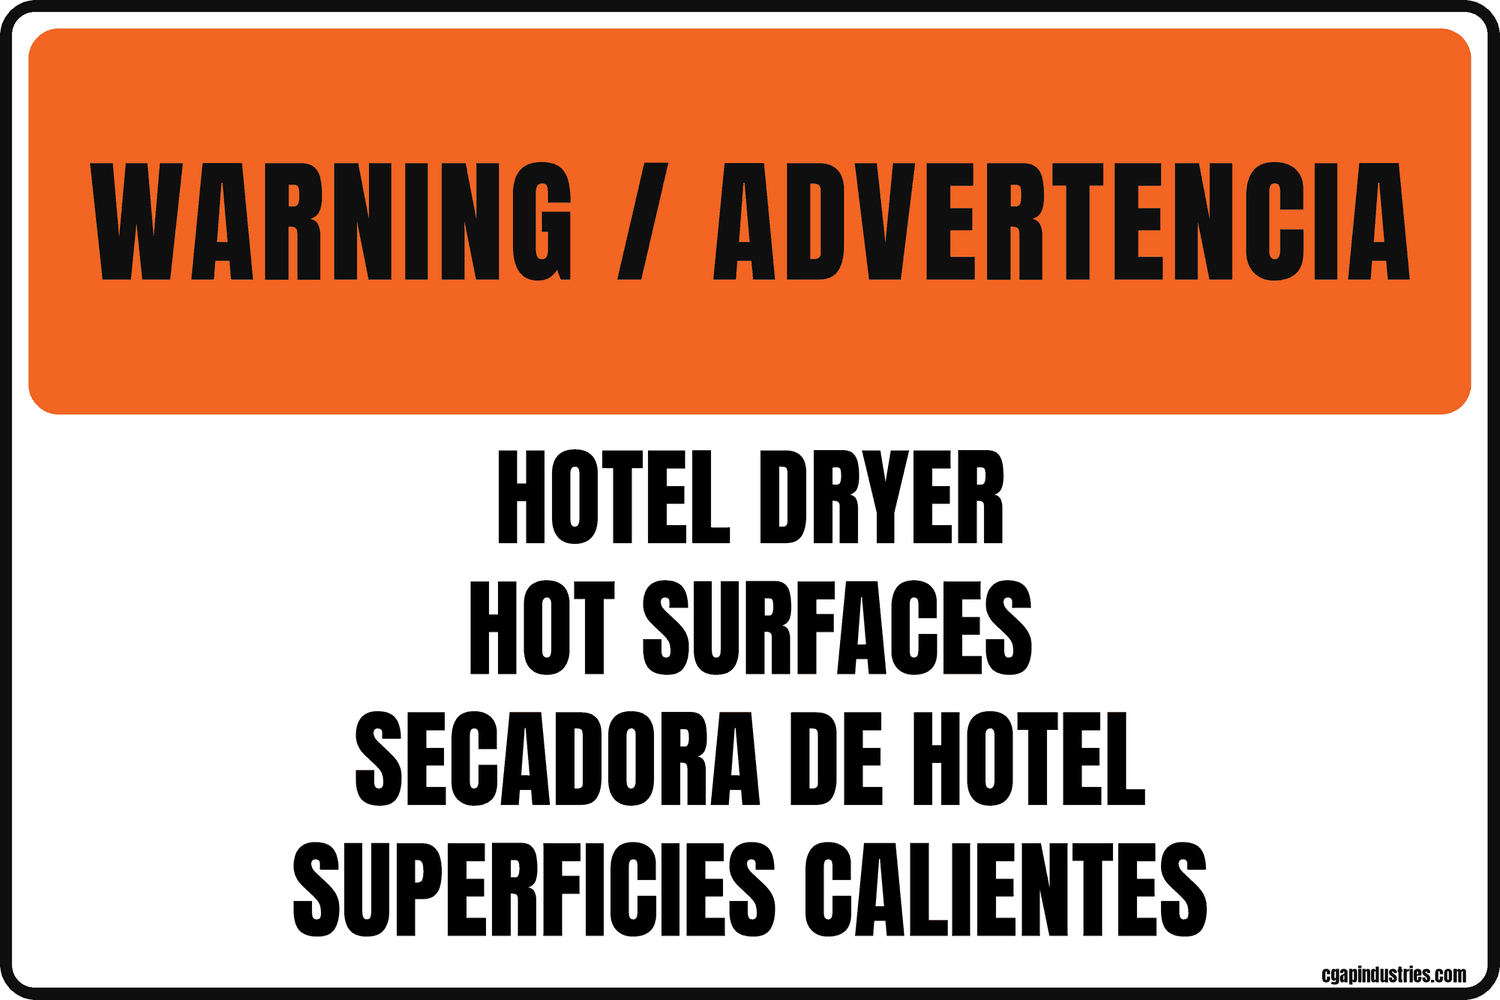 WARNING / ADVERTENCIA
HOTEL DRYER
HOT SURFACES
SECADORA DE HOTEL
SUPERFICIES CALIENTES
cgapindustries.com